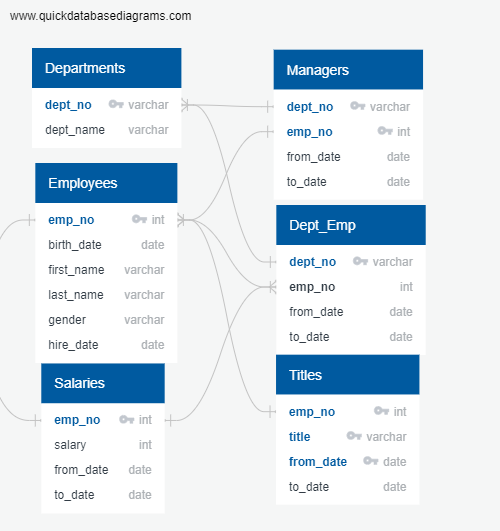 www.quickdatabasediagrams.com
Departments
dept_no varchar
dept_name varchar
Employees
emp_no int
birth_date date
first_name varchar
last_name varchar
gender varchar
hire_date date
Salaries
emp_no int
salary int
from_date date
to_date date
Managers
dept_no varchar
emp_no int
from_date date
to_date date
Dept_Emp
dept_no varchar
emp_no int
from_date date
to_date date
Titles
emp_no int
title varchar
from_date date
to_date date